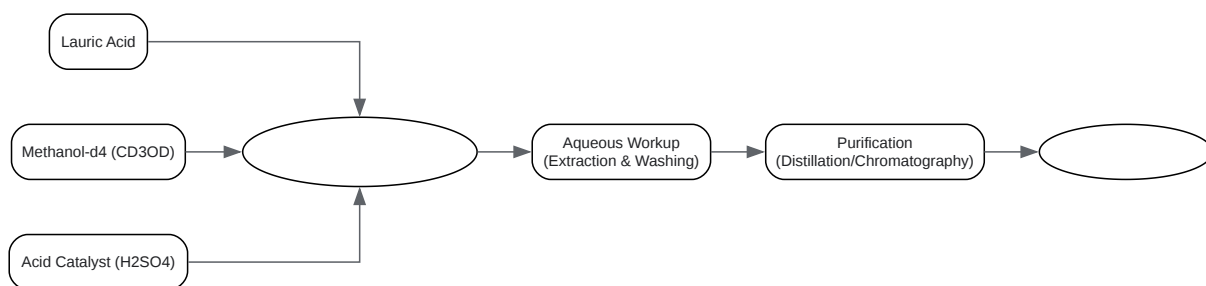 Lauric Acid
Methanol-d4 (CD3OD)
Acid Catalyst (H2SO4)
Aqueous Workup
(Extraction & Washing)
Purification
(Distillation/Chromatography)